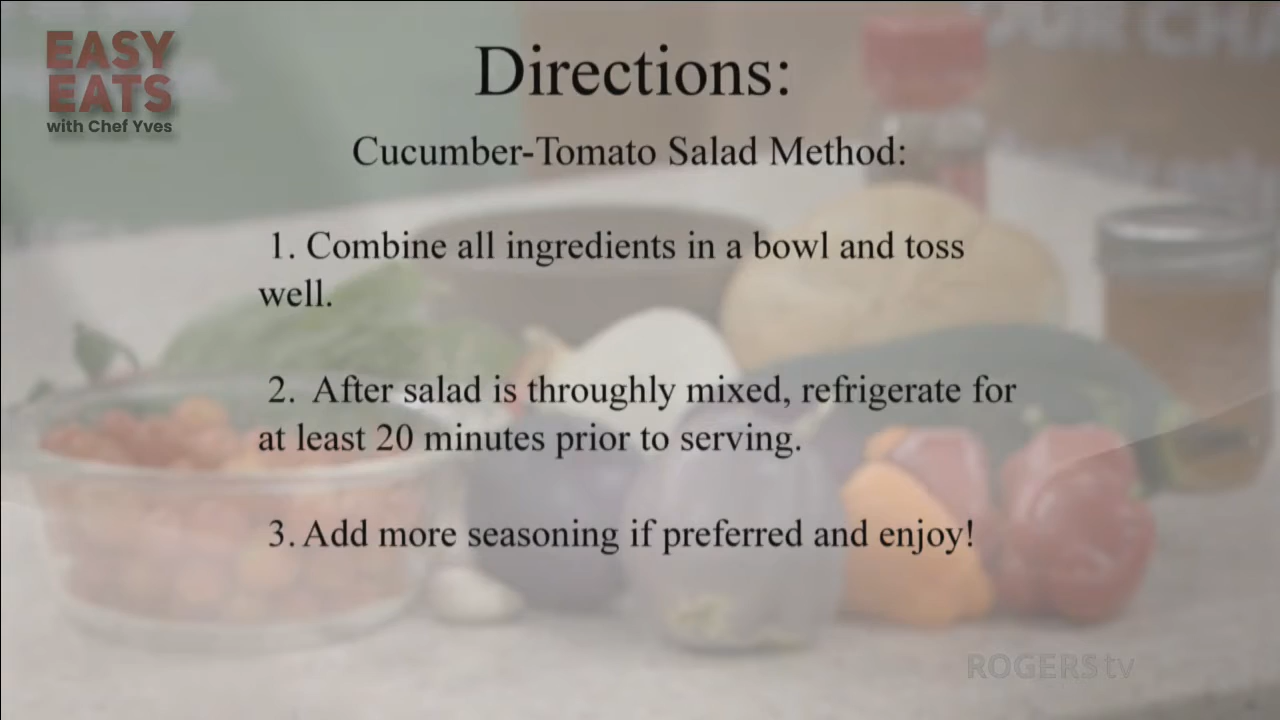 EASY
EATS
with Chef Yves
Directions:
Cucumber-Tomato Salad Method:
1. Combine all ingredients in a bowl and toss
well.
2. After salad is throughly mixed, refrigerate for
at least 20 minutes prior to serving.
3. Add more seasoning if preferred and enjoy!
ROGERS tv